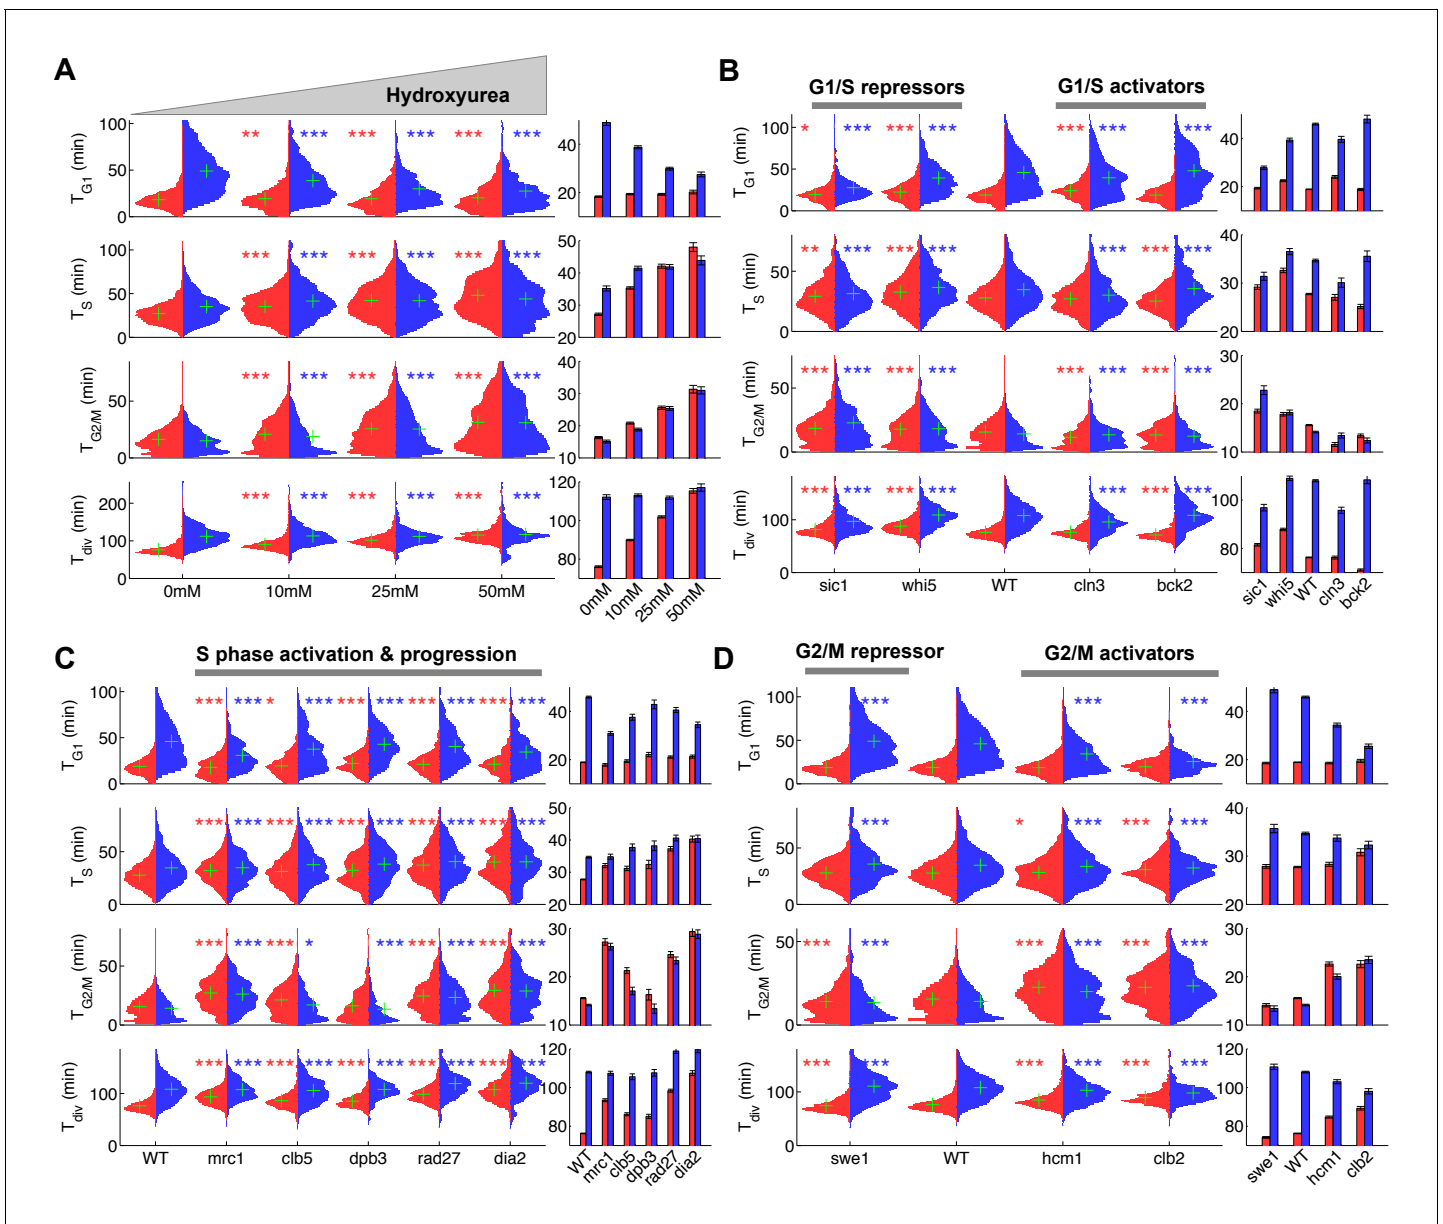 A
Hydroxyurea
100
50
0
T_G1 (min)
** *** *** *** *** ***
40
20
100
50
0
T_S (min)
*** *** *** *** *** ***
50
40
30
20
50
0
T_G2/M (min)
*** *** *** *** *** ***
40
30
20
10
200
100
0
T_div (min)
*** *** *** *** *** ***
120
100
80
0mM 10mM 25mM 50mM
0mM 10mM 25mM 50mM
B
G1/S repressors G1/S activators
100
50
0
T_G1 (min)
* *** *** *** *** *** ***
40
20
50
0
T_S (min)
** *** *** *** *** *** ***
40
30
20
50
0
T_G2/M (min)
*** *** *** *** *** *** *** ***
30
20
10
100
0
T_div (min)
*** *** *** *** *** *** ***
100
80
sic1 whi5 WT cln3 bck2
sic1 whi5 WT cln3 bck2
C
S phase activation & progression
100
50
0
T_G1 (min)
*** *** * *** *** *** *** *** *** ***
40
20
50
0
T_S (min)
*** *** *** *** *** *** *** *** *** ***
50
40
30
20
50
0
T_G2/M (min)
*** *** *** * *** *** *** *** ***
30
20
10
100
0
T_div (min)
*** *** *** *** *** *** *** *** *** ***
120
100
80
WT mrc1 clb5 dpb3 rad27 dia2
WT mrc1 clb5 dpb3 rad27 dia2
D
G2/M repressor G2/M activators
100
50
0
T_G1 (min)
*** *** ***
40
20
50
0
T_S (min)
*** * *** *** ***
40
30
20
50
0
T_G2/M (min)
*** *** *** *** *** ***
30
20
10
100
0
T_div (min)
*** *** *** *** *** ***
120
100
80
swe1 WT hcm1 clb2
swe1 WT hcm1 clb2